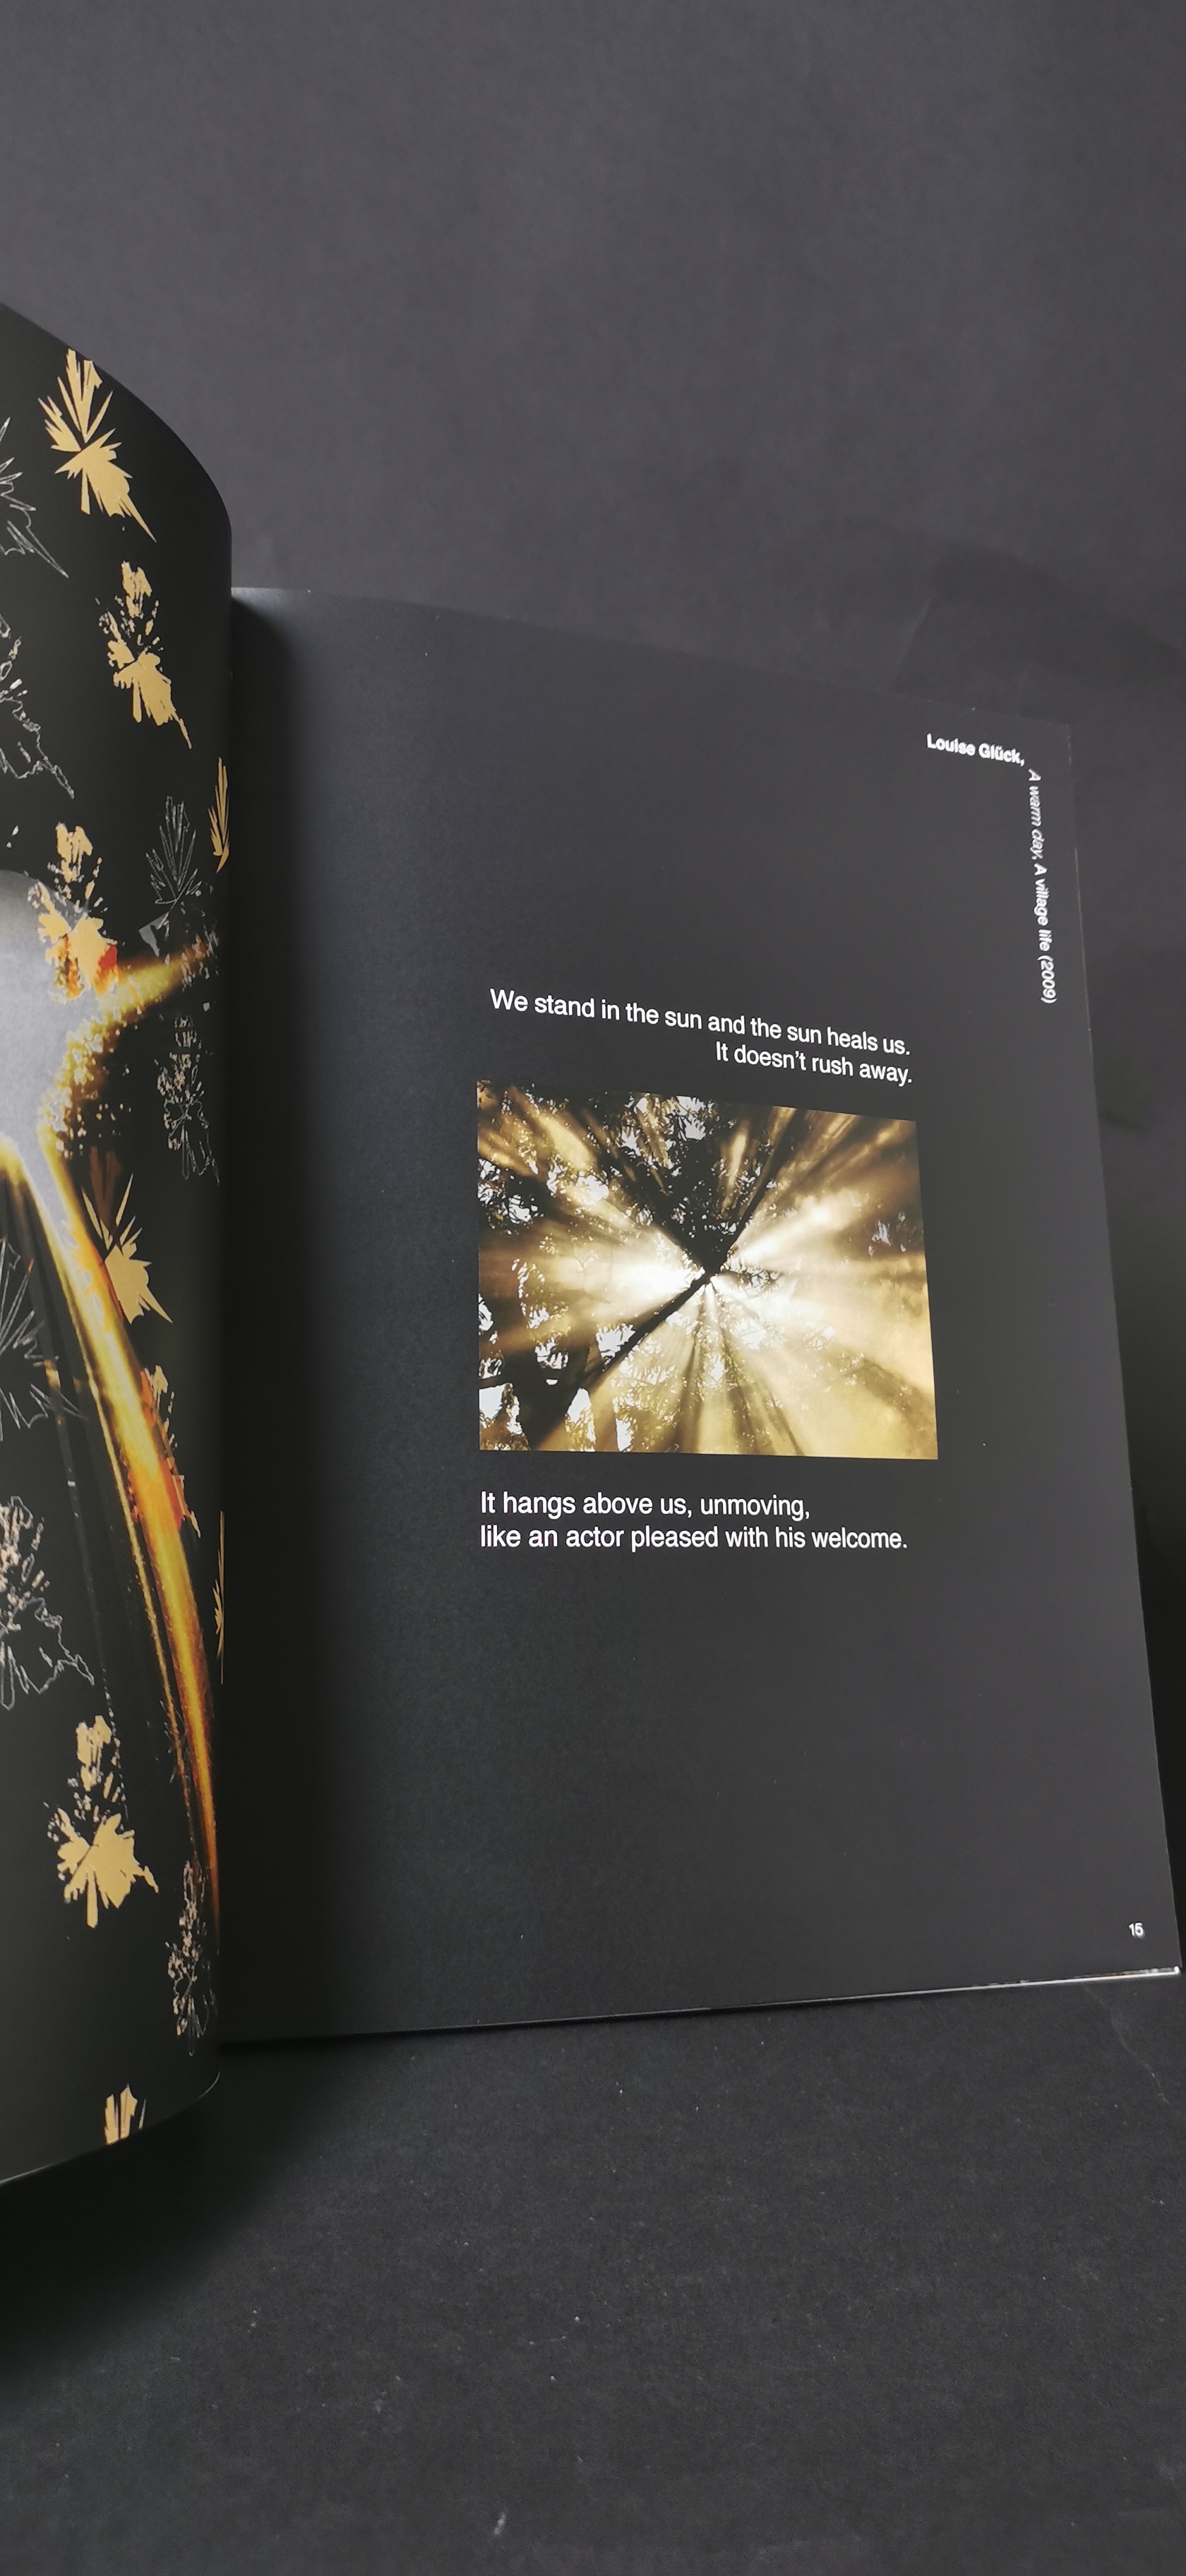 Louise Glück,
A warm day, A village life (2009)
We stand in the sun and the sun heals us.
It doesn't rush away.
It hangs above us, unmoving,
like an actor pleased with his welcome.
15